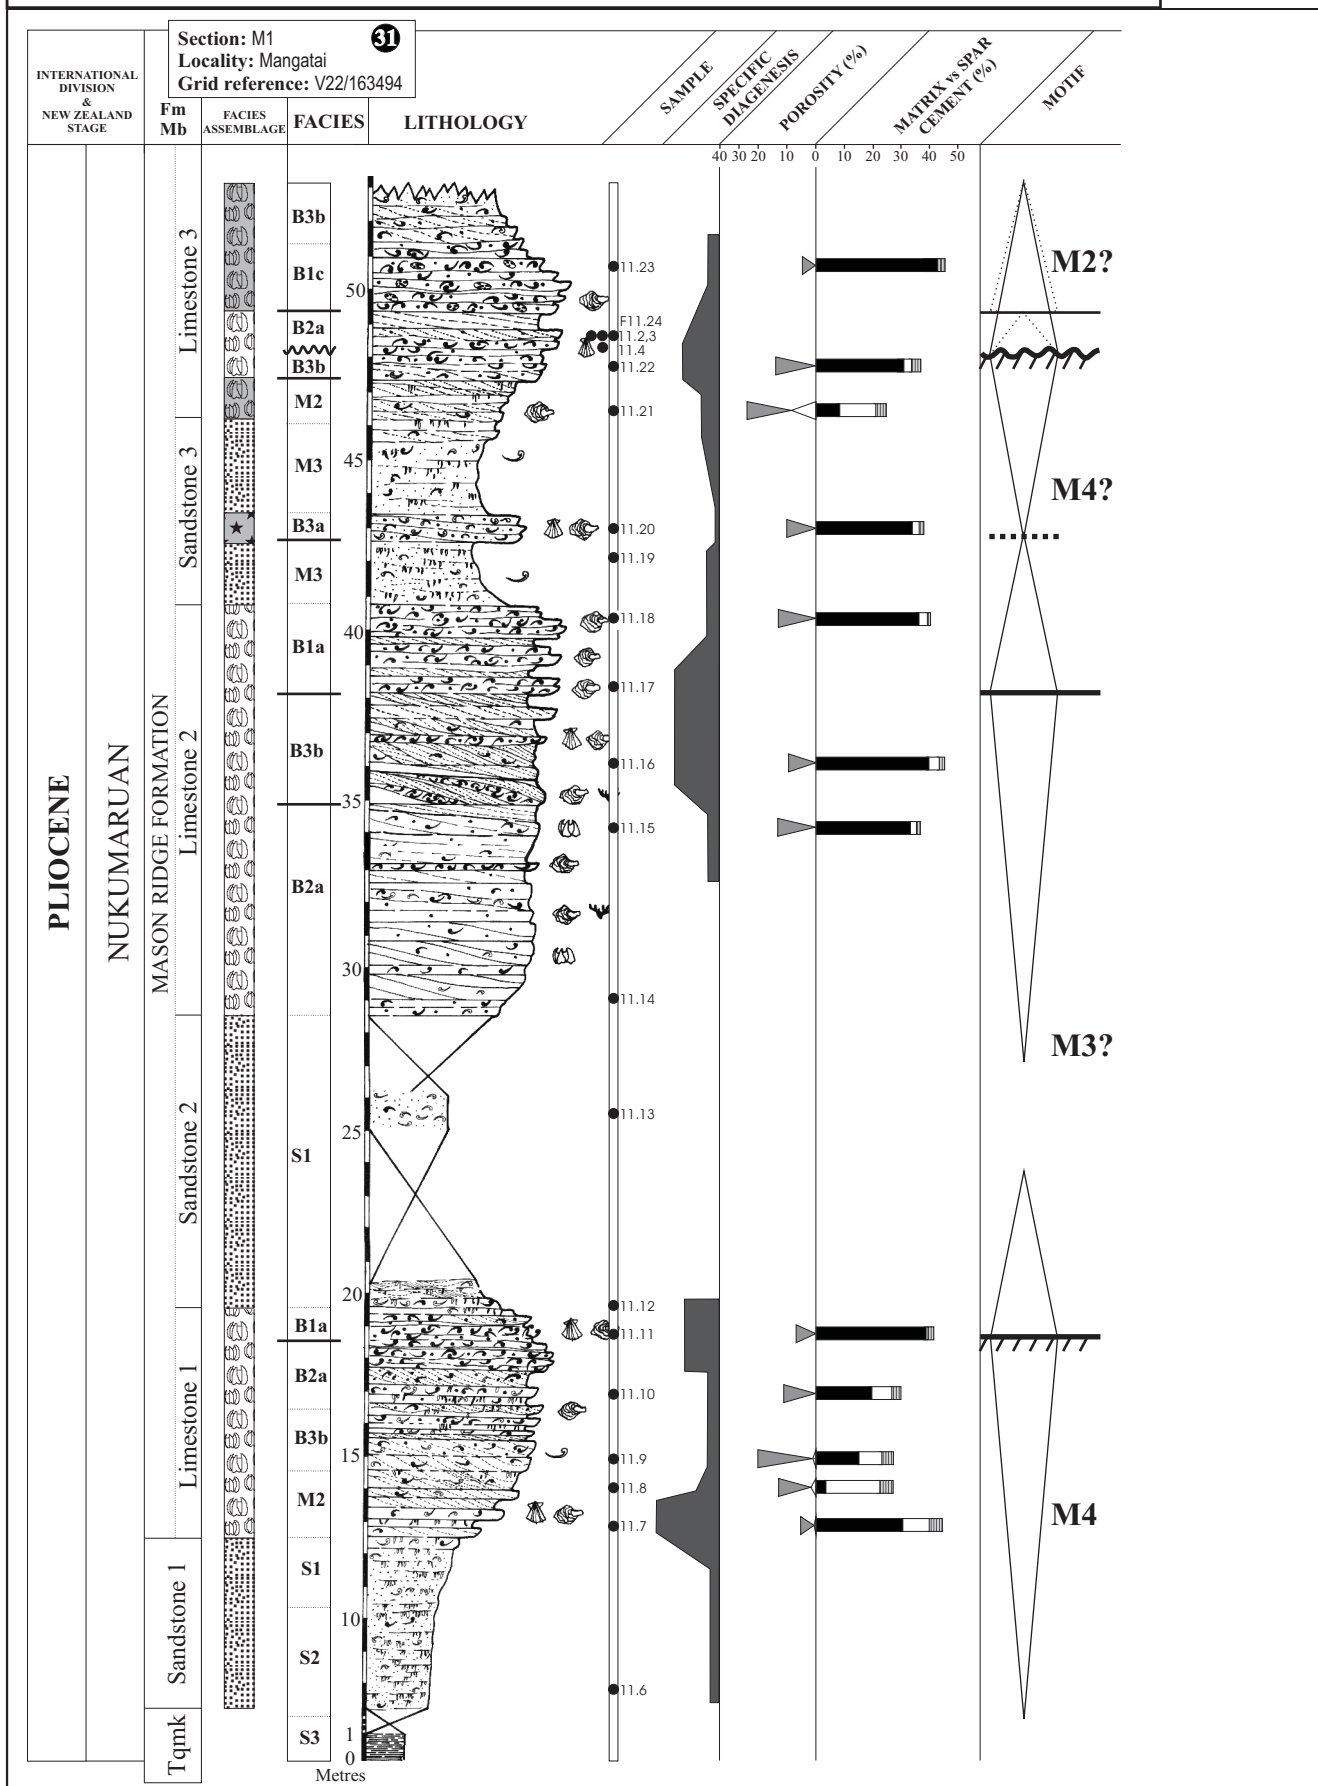 Section: M1
31
Locality: Mangatai
Grid reference: V22/163494
INTERNATIONAL
DIVISION
&
NEW ZEALAND
STAGE
Fm
Mb
FACIES
ASSEMBLAGE
FACIES
LITHOLOGY
SAMPLE
SPECIFIC
DIAGENESIS
POROSITY (%)
MATRIX vs SPAR
CEMENT (%)
MOTIF
40 30 20 10 0 10 20 30 40 50
PLIOCENE
NUKUMARUAN
MASON RIDGE FORMATION
Limestone 3
Sandstone 3
Limestone 2
Sandstone 2
Limestone 1
Sandstone 1
Tqmk
B3b
B1c
B2a
B3b
M2
M3
B3a
M3
B1a
B3b
B2a
S1
B1a
B2a
B3b
M2
S1
S2
S3
50
45
40
35
30
25
20
15
10
1
0
Metres
11.23
F11.24
11.2,3
11.4
11.22
11.21
11.20
11.19
11.18
11.17
11.16
11.15
11.14
11.13
11.12
11.11
11.10
11.9
11.8
11.7
11.6
M2?
M4?
M3?
M4